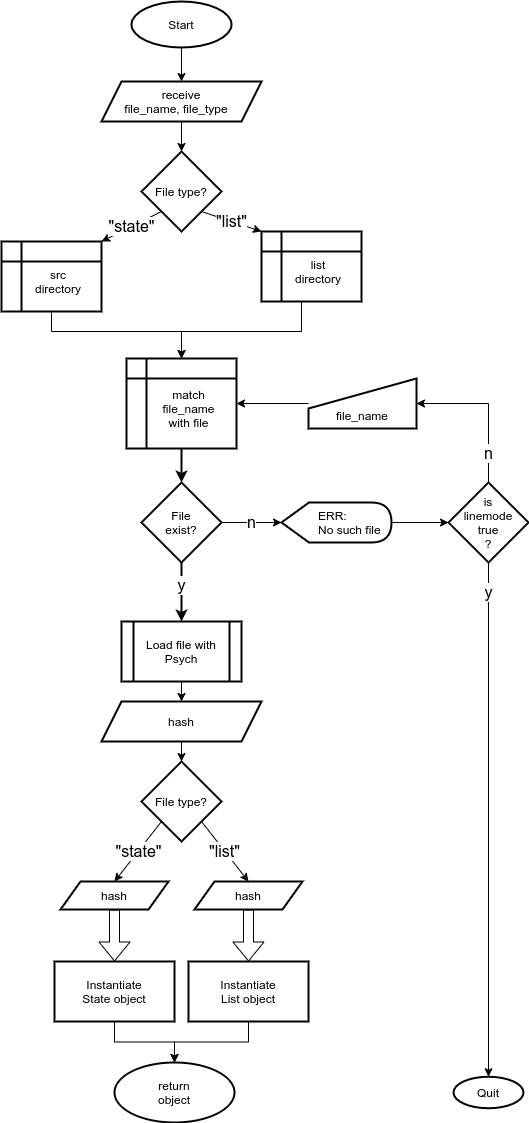 Start
receive
file_name, file_type
File type?
"state"
"list"
src
directory
list
directory
match
file_name
with file
file_name
n
File
exist?
n
ERR:
No such file
is
linemode
true
?
y
y
Load file with
Psych
hash
File type?
"state"
"list"
hash
hash
Instantiate
State object
Instantiate
List object
return
object
Quit